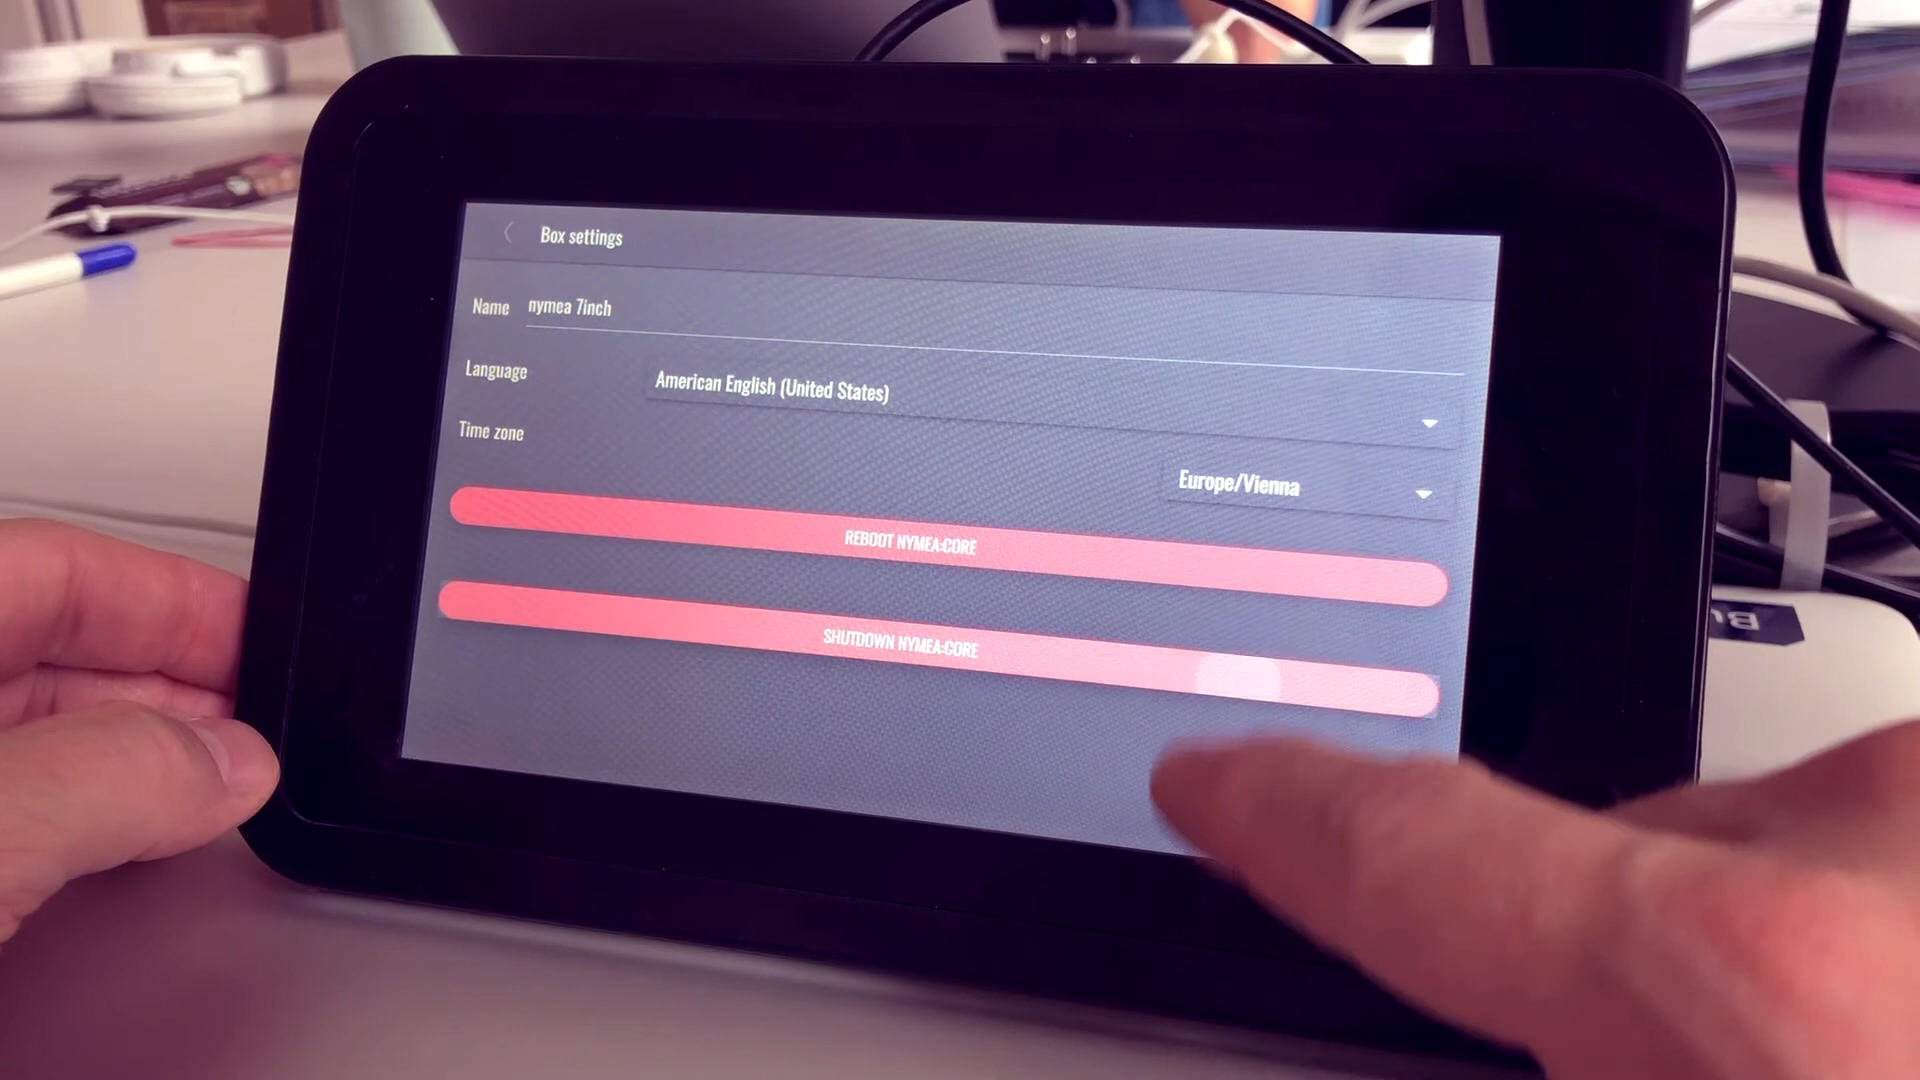 Box settings
Name nymea 7inch
Language American English (United States)
Time zone Europe/Vienna
REBOOT NYMEA:CORE
SHUTDOWN NYMEA:CORE